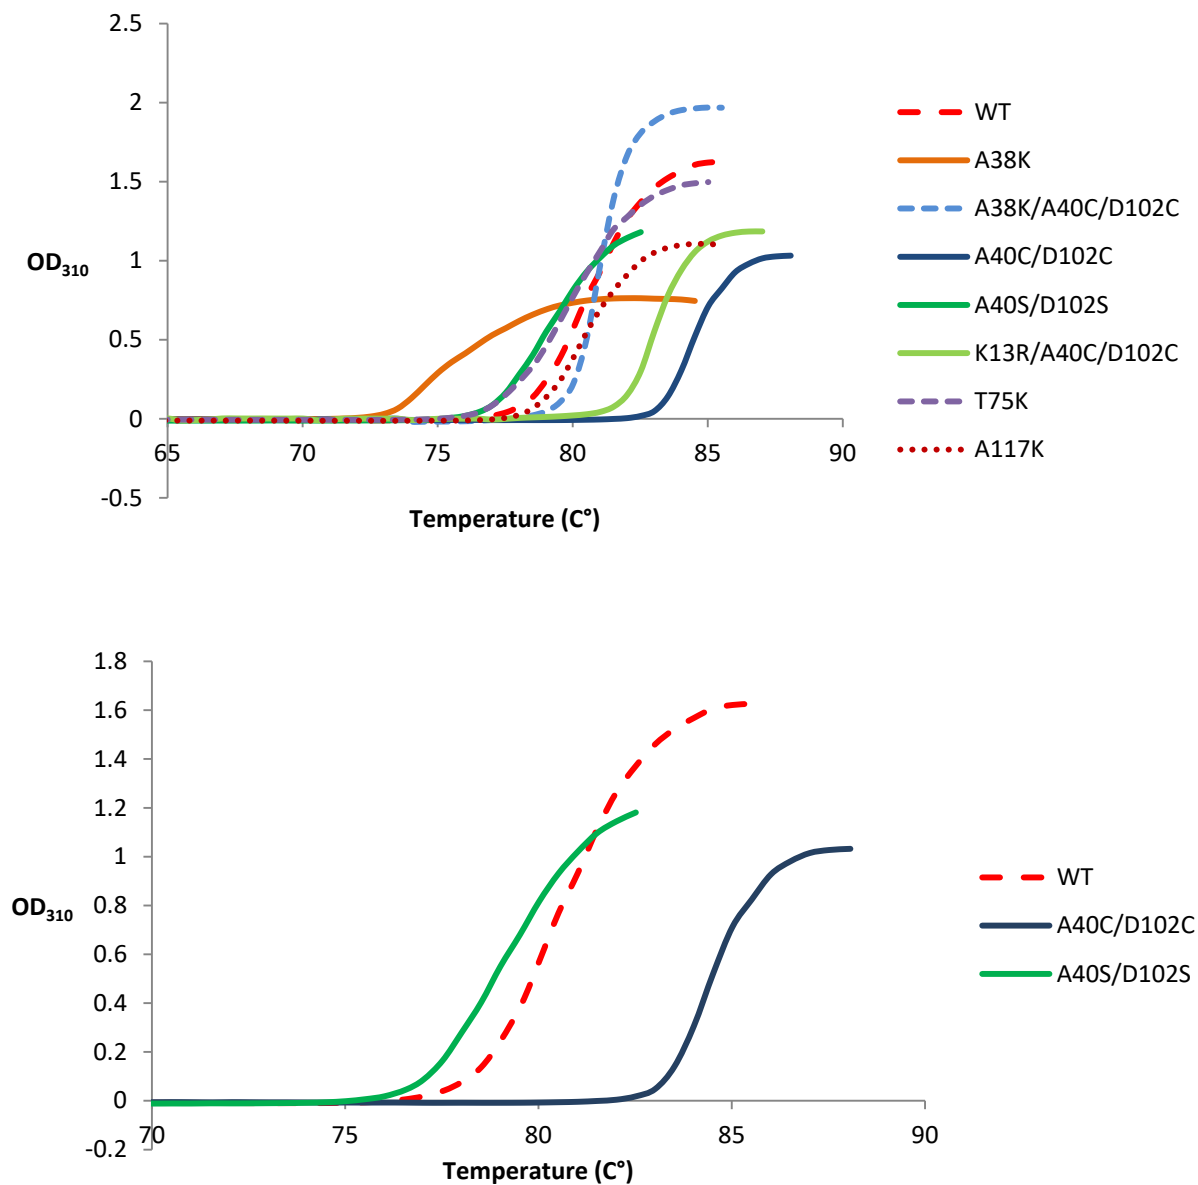 2.5
2
1.5
1
0.5
0
-0.5
OD310
65 70 75 80 85 90
Temperature (C°)
WT
A38K
A38K/A40C/D102C
A40C/D102C
A40S/D102S
K13R/A40C/D102C
T75K
A117K
1.8
1.6
1.4
1.2
1
0.8
0.6
0.4
0.2
0
-0.2
OD310
70 75 80 85 90
Temperature (C°)
WT
A40C/D102C
A40S/D102S